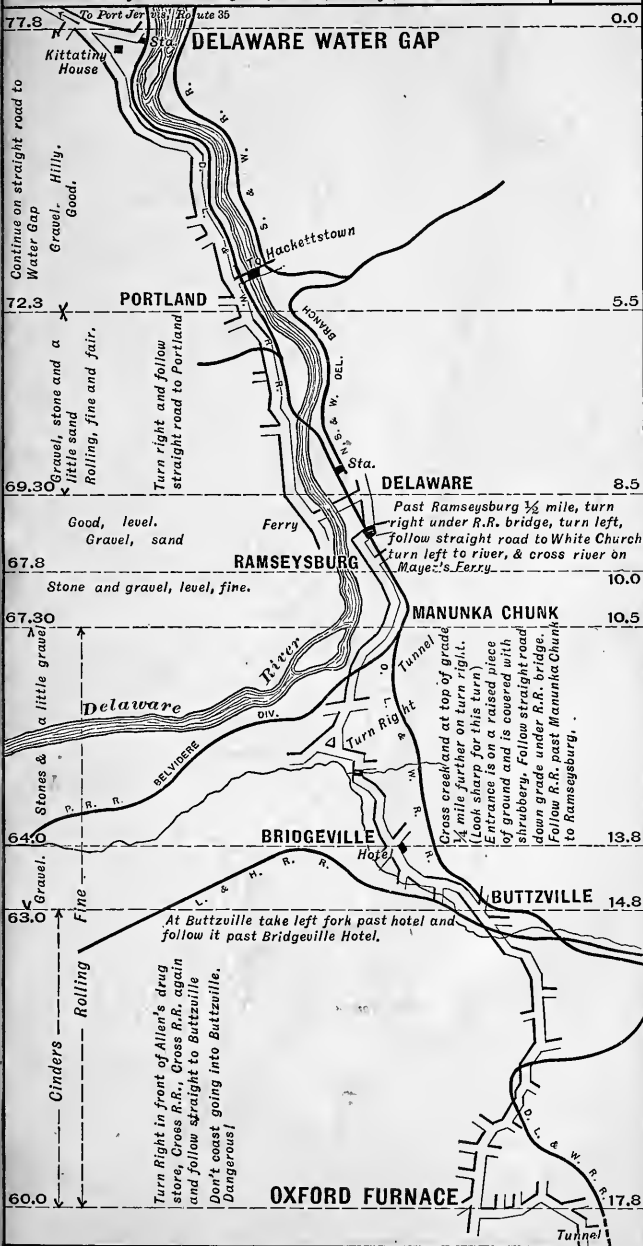 To Port Jervis, Route 35
77.8
0.0
N
Sta.
DELAWARE WATER GAP
Kittatiny
House
Continue on straight road to
Water Gap
Gravel. Hilly.
Good.
D. L. & W. R. R.
N. S. & W. R. R.
To Hackettstown
PORTLAND
72.3
5.5
BRANCH
Gravel, stone and a
little sand
Rolling, fine and fair.
Turn right and follow
straight road to Portland
N. S. & W. DEL.
Sta.
DELAWARE
69.30
8.5
Good, level.
Gravel, sand
Ferry
Past Ramseysburg ½ mile, turn
right under R.R. bridge, turn left,
follow straight road to White Church
turn left to river, & cross river on
Mayer's Ferry
RAMSEYSBURG
67.8
10.0
Stone and gravel, level, fine.
MANUNKA CHUNK
67.30
10.5
Stones & a little gravel
Delaware River
Tunnel
D. L. & W. R. R.
Cross creek and at top of grade
¼ mile further on turn right.
(Look sharp for this turn)
Entrance is on a raised piece
of ground and is covered with
shrubbery. Follow straight road
down grade under R.R. bridge.
Follow R.R. past Manunka Chunk
to Ramseysburg.
P. R. R. BELVIDERE DIV.
Turn Right
BRIDGEVILLE
64.0
13.8
Hotel
Gravel.
Fine
L. & H. R. R.
BUTTZVILLE
63.0
14.8
At Buttzville take left fork past hotel and
follow it past Bridgeville Hotel.
Rolling
Cinders
Turn Right in front of Allen's drug
store, Cross R.R., Cross R.R. again
and follow straight to Buttzville
Don't coast going into Buttzville.
Dangerous!
D. L. & W. R. R.
OXFORD FURNACE
60.0
17.8
Tunnel